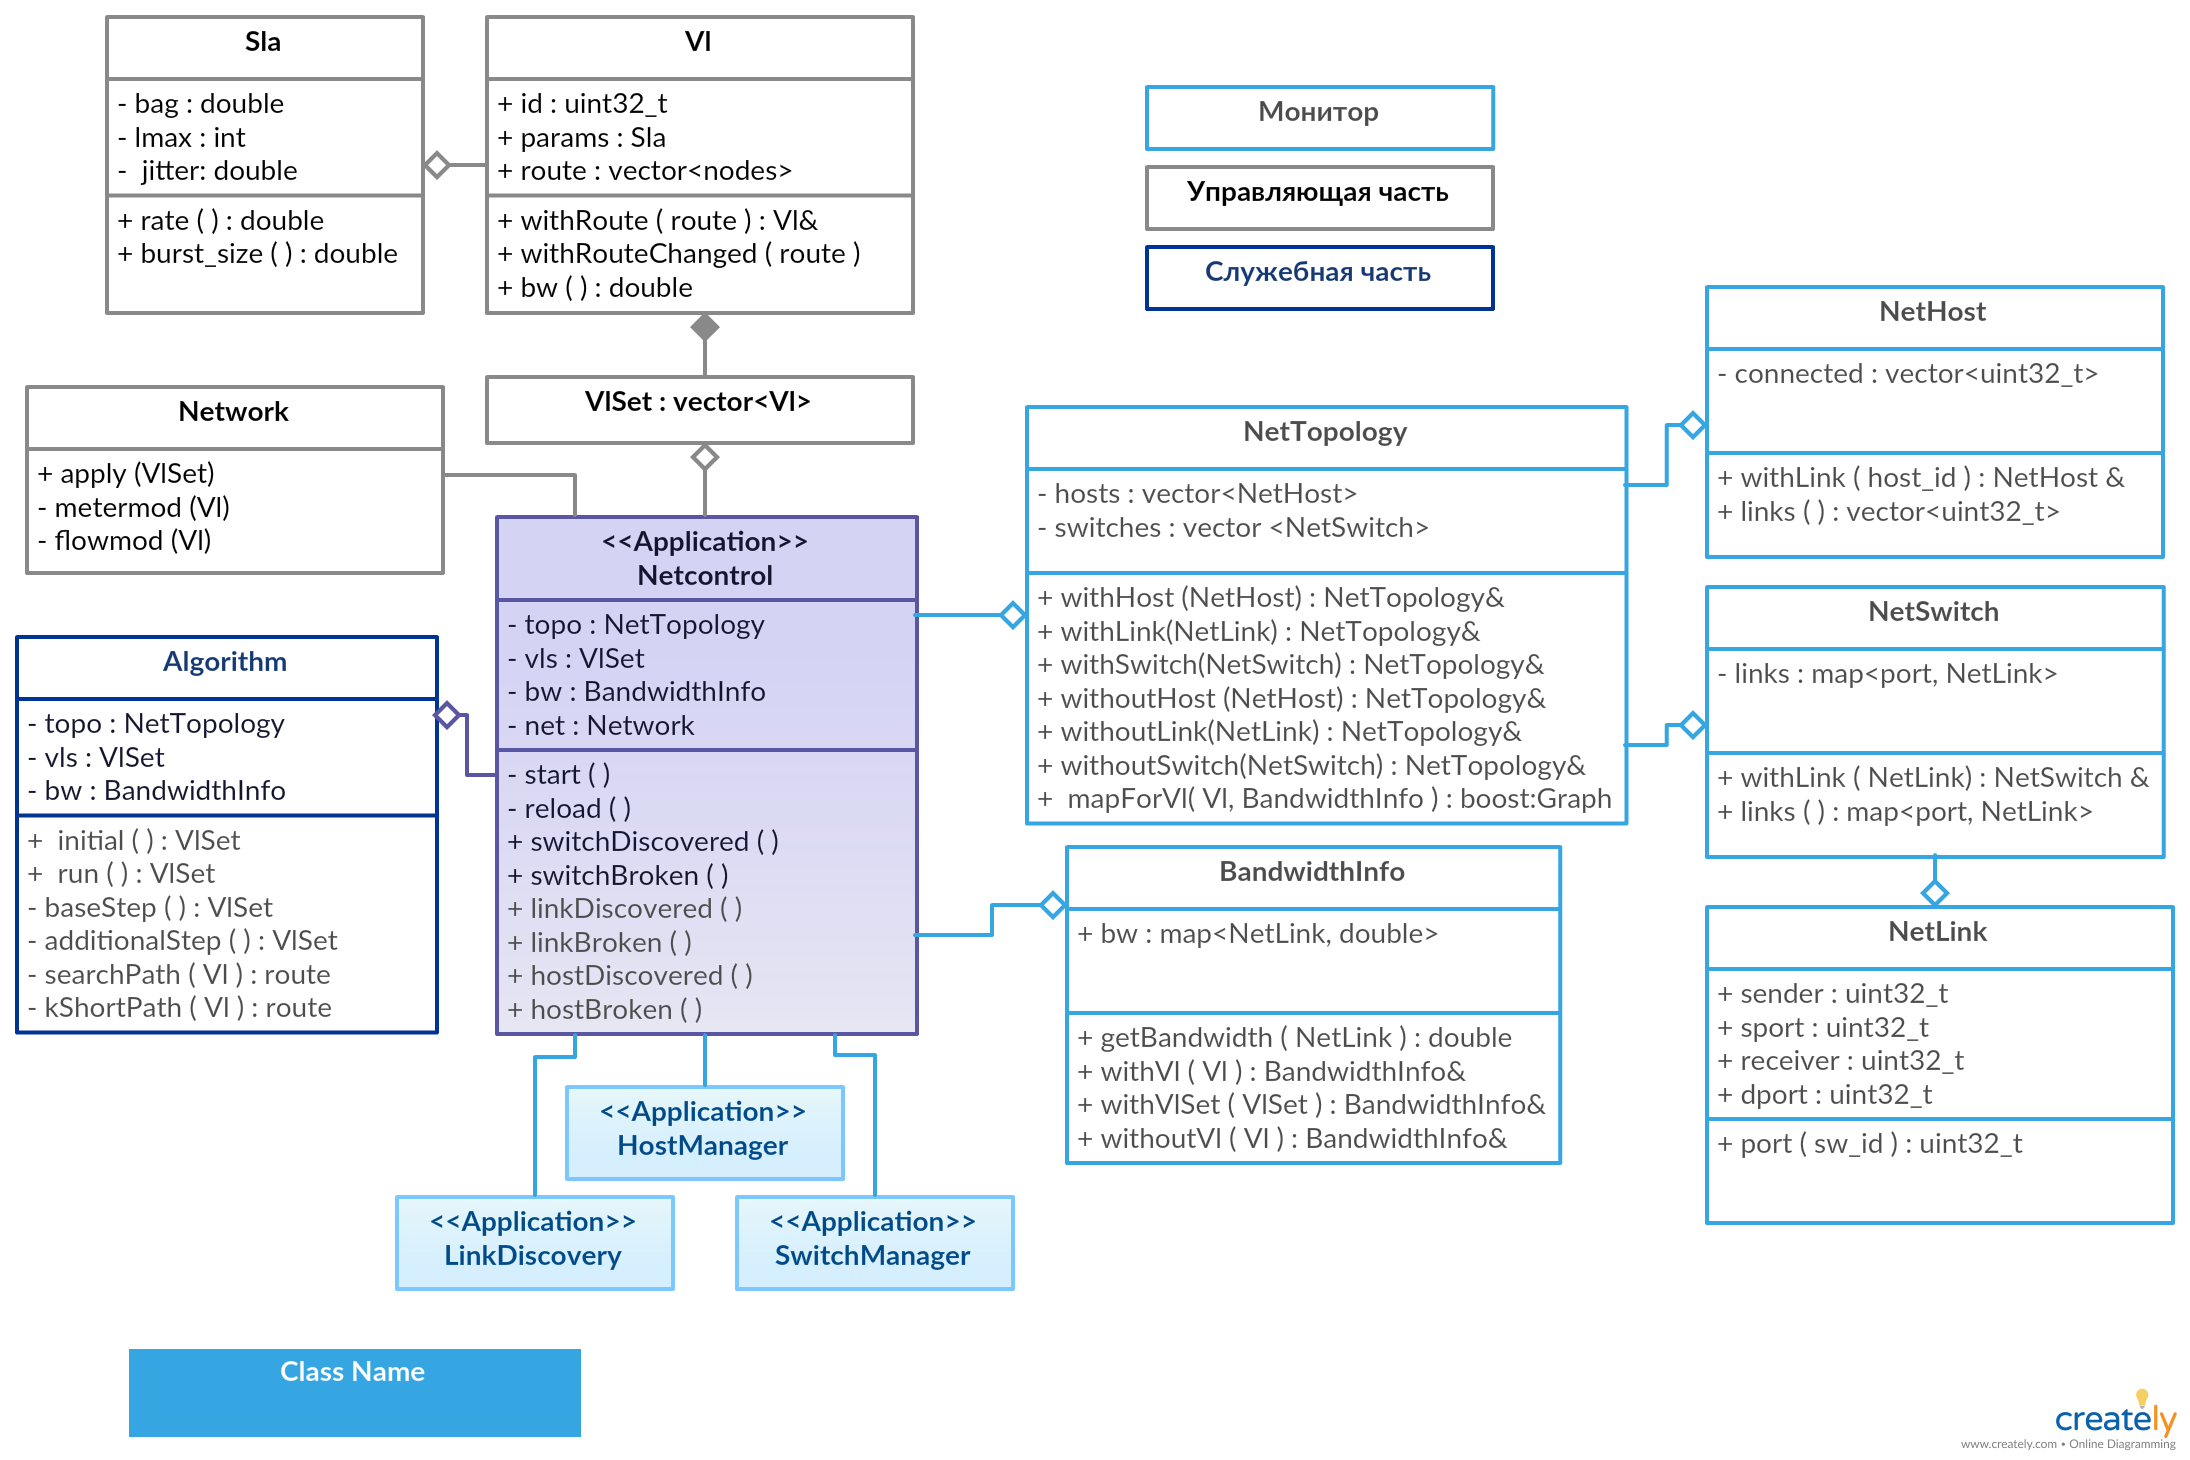 Sla
- bag : double
- lmax : int
-  jitter: double
+ rate ( ) : double
+ burst_size ( ) : double
Vl
+ id : uint32_t
+ params : Sla
+ route : vector<nodes>
+ withRoute ( route ) : Vl&
+ withRouteChanged ( route )
+ bw ( ) : double
VlSet : vector<Vl>
Network
+ apply (VlSet)
- metermod (Vl)
- flowmod (Vl)
Монитор
Управляющая часть
Служебная часть
<<Application>>
Netcontrol
- topo : NetTopology
- vls : VlSet
- bw : BandwidthInfo
- net : Network
- start ( )
- reload ( )
+ switchDiscovered ( )
+ switchBroken ( )
+ linkDiscovered ( )
+ linkBroken ( )
+ hostDiscovered ( )
+ hostBroken ( )
Algorithm
- topo : NetTopology
- vls : VlSet
- bw : BandwidthInfo
+  initial ( ) : VlSet
+  run ( ) : VlSet
- baseStep ( ) : VlSet
- additionalStep ( ) : VlSet
- searchPath ( Vl ) : route
- kShortPath ( Vl ) : route
NetTopology
- hosts : vector<NetHost>
- switches : vector <NetSwitch>
+ withHost (NetHost) : NetTopology&
+ withLink(NetLink) : NetTopology&
+ withSwitch(NetSwitch) : NetTopology&
+ withoutHost (NetHost) : NetTopology&
+ withoutLink(NetLink) : NetTopology&
+ withoutSwitch(NetSwitch) : NetTopology&
+  mapForVl( Vl, BandwidthInfo ) : boost:Graph
NetHost
- connected : vector<uint32_t>
+ withLink ( host_id ) : NetHost &
+ links ( ) : vector<uint32_t>
NetSwitch
- links : map<port, NetLink>
+ withLink ( NetLink) : NetSwitch &
+ links ( ) : map<port, NetLink>
BandwidthInfo
+ bw : map<NetLink, double>
+ getBandwidth ( NetLink ) : double
+ withVl ( Vl ) : BandwidthInfo&
+ withVlSet ( VlSet ) : BandwidthInfo&
+ withoutVl ( Vl ) : BandwidthInfo&
NetLink
+ sender : uint32_t
+ sport : uint32_t
+ receiver : uint32_t
+ dport : uint32_t
+ port ( sw_id ) : uint32_t
<<Application>>
HostManager
<<Application>>
LinkDiscovery
<<Application>>
SwitchManager
Class Name
creately
www.creately.com • Online Diagramming